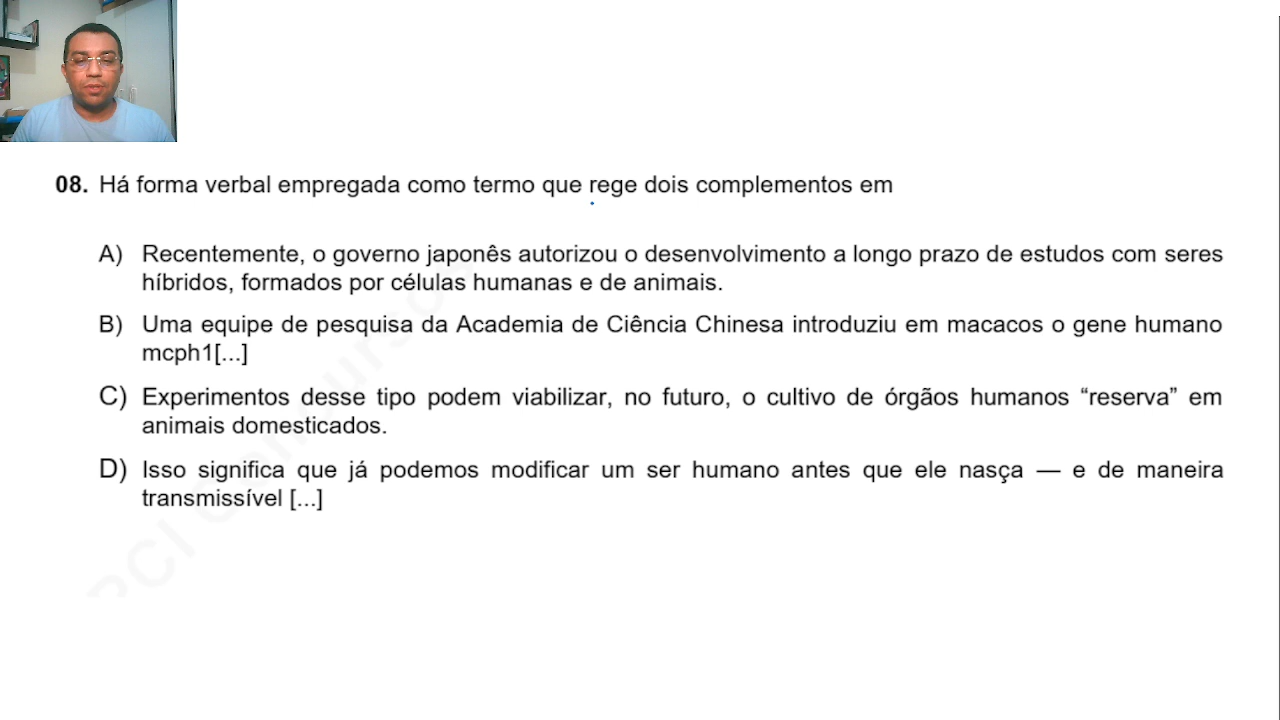 08. Há forma verbal empregada como termo que rege dois complementos em
A) Recentemente, o governo japonês autorizou o desenvolvimento a longo prazo de estudos com seres
híbridos, formados por células humanas e de animais.
B) Uma equipe de pesquisa da Academia de Ciência Chinesa introduziu em macacos o gene humano
mcph1[...]
C) Experimentos desse tipo podem viabilizar, no futuro, o cultivo de órgãos humanos “reserva” em
animais domesticados.
D) Isso significa que já podemos modificar um ser humano antes que ele nasça — e de maneira
transmissível [...]